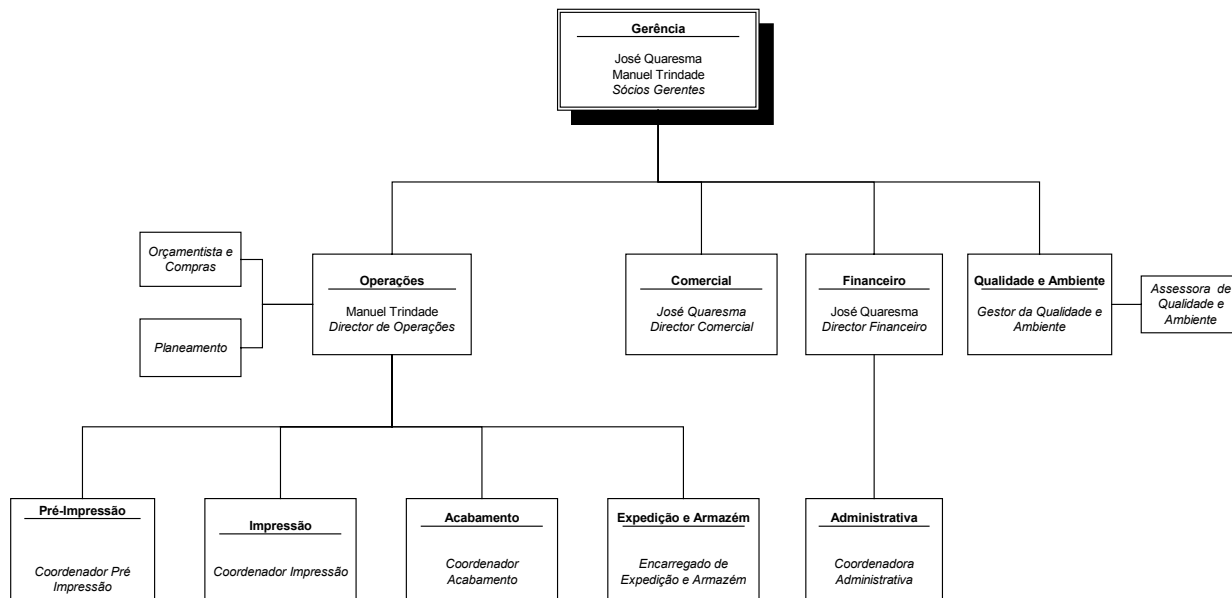 Gerência
José Quaresma
Manuel Trindade
Sócios Gerentes
Orçamentista e
Compras
Planeamento
Operações
Manuel Trindade
Director de Operações
Comercial
José Quaresma
Director Comercial
Financeiro
José Quaresma
Director Financeiro
Qualidade e Ambiente
Gestor da Qualidade e
Ambiente
Assessora de
Qualidade e
Ambiente
Pré-Impressão
Coordenador Pré
Impressão
Impressão
Coordenador Impressão
Acabamento
Coordenador
Acabamento
Expedição e Armazém
Encarregado de
Expedição e Armazém
Administrativa
Coordenadora
Administrativa